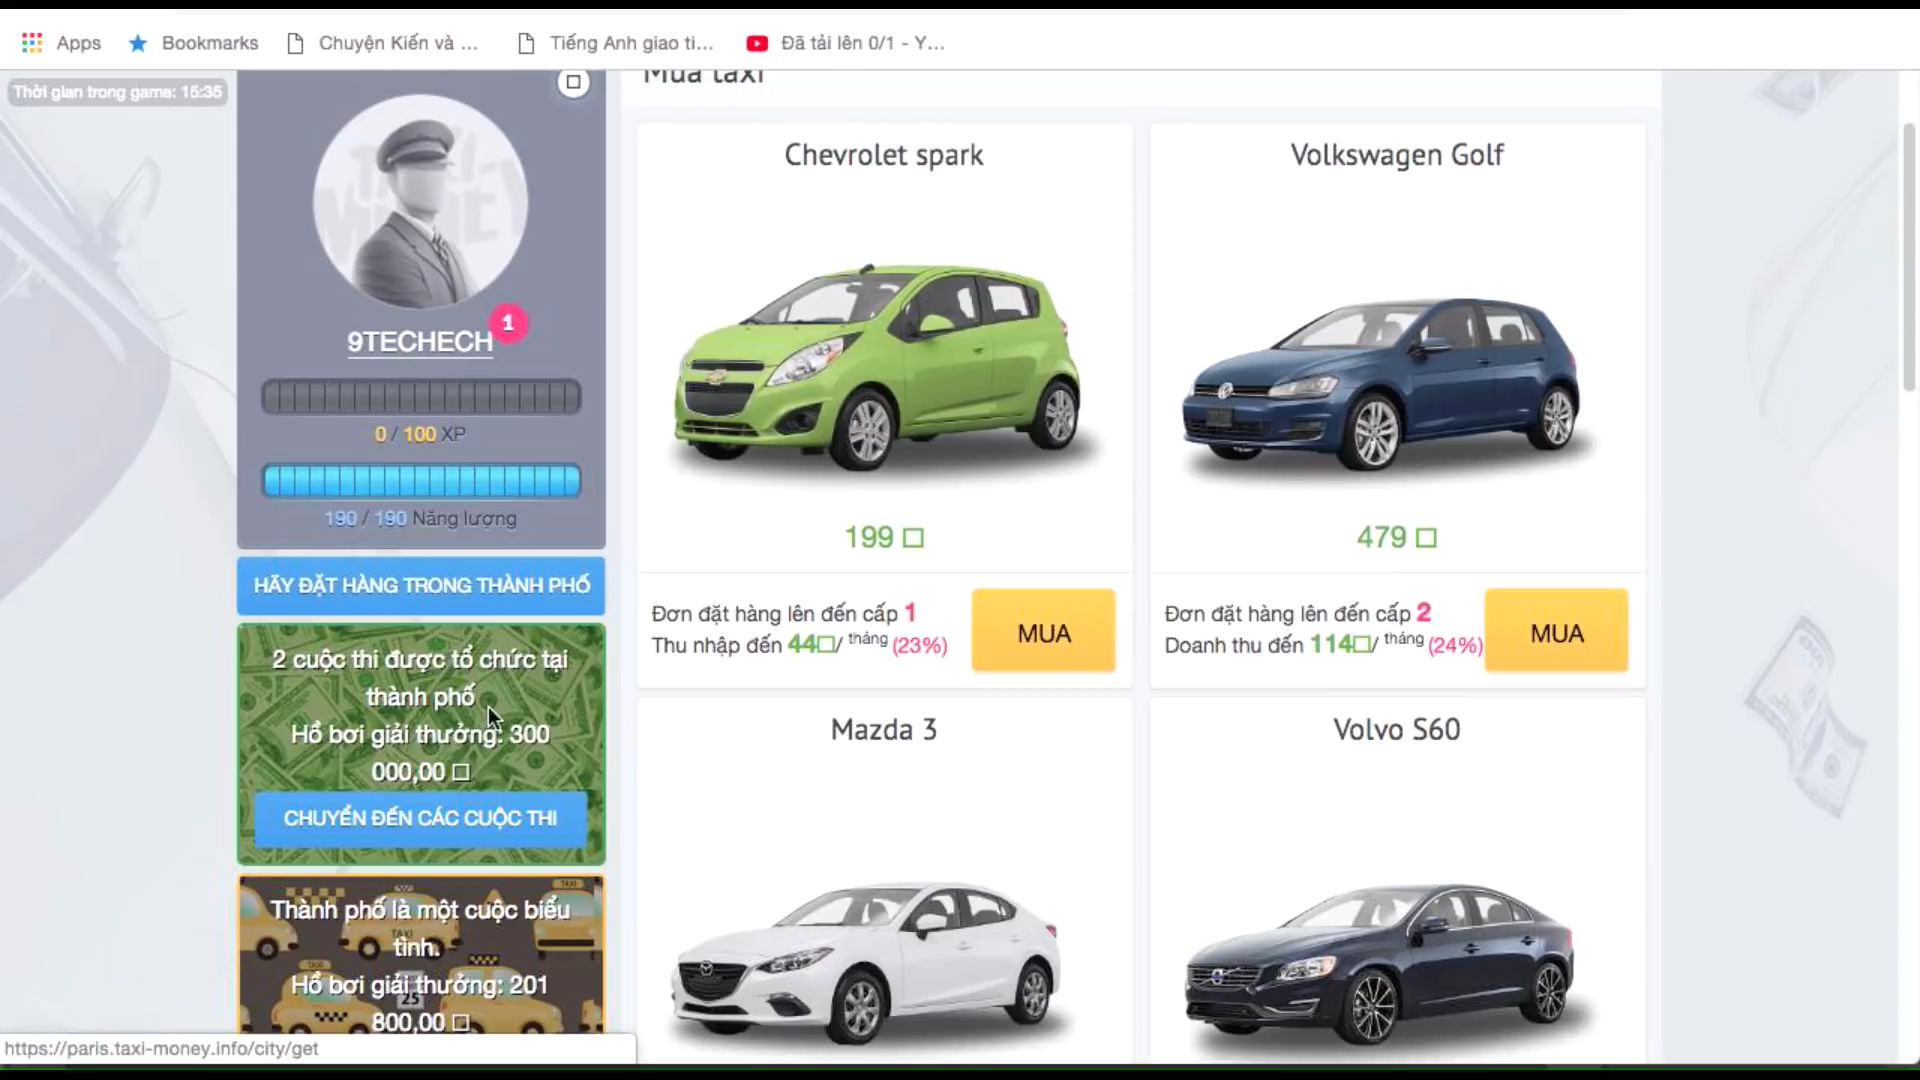 Apps
Bookmarks
Chuyện Kiến và ...
Tiếng Anh giao ti...
Đã tải lên 0/1 - Y...
Thời gian trong game: 15:35
9TECHECH
1
0 / 100 XP
190 / 190 Năng lượng
HÃY ĐẶT HÀNG TRONG THÀNH PHỐ
2 cuộc thi được tổ chức tại
thành phố
Hồ bơi giải thưởng: 300
000,00 □
CHUYỂN ĐẾN CÁC CUỘC THI
Thành phố là một cuộc biểu
tình.
Hồ bơi giải thưởng: 201
800,00 □
Mua taxi
Chevrolet spark
199 □
Đơn đặt hàng lên đến cấp 1
Thu nhập đến 44□/ tháng (23%)
MUA
Volkswagen Golf
479 □
Đơn đặt hàng lên đến cấp 2
Doanh thu đến 114□/ tháng (24%)
MUA
Mazda 3
Volvo S60
https://paris.taxi-money.info/city/get